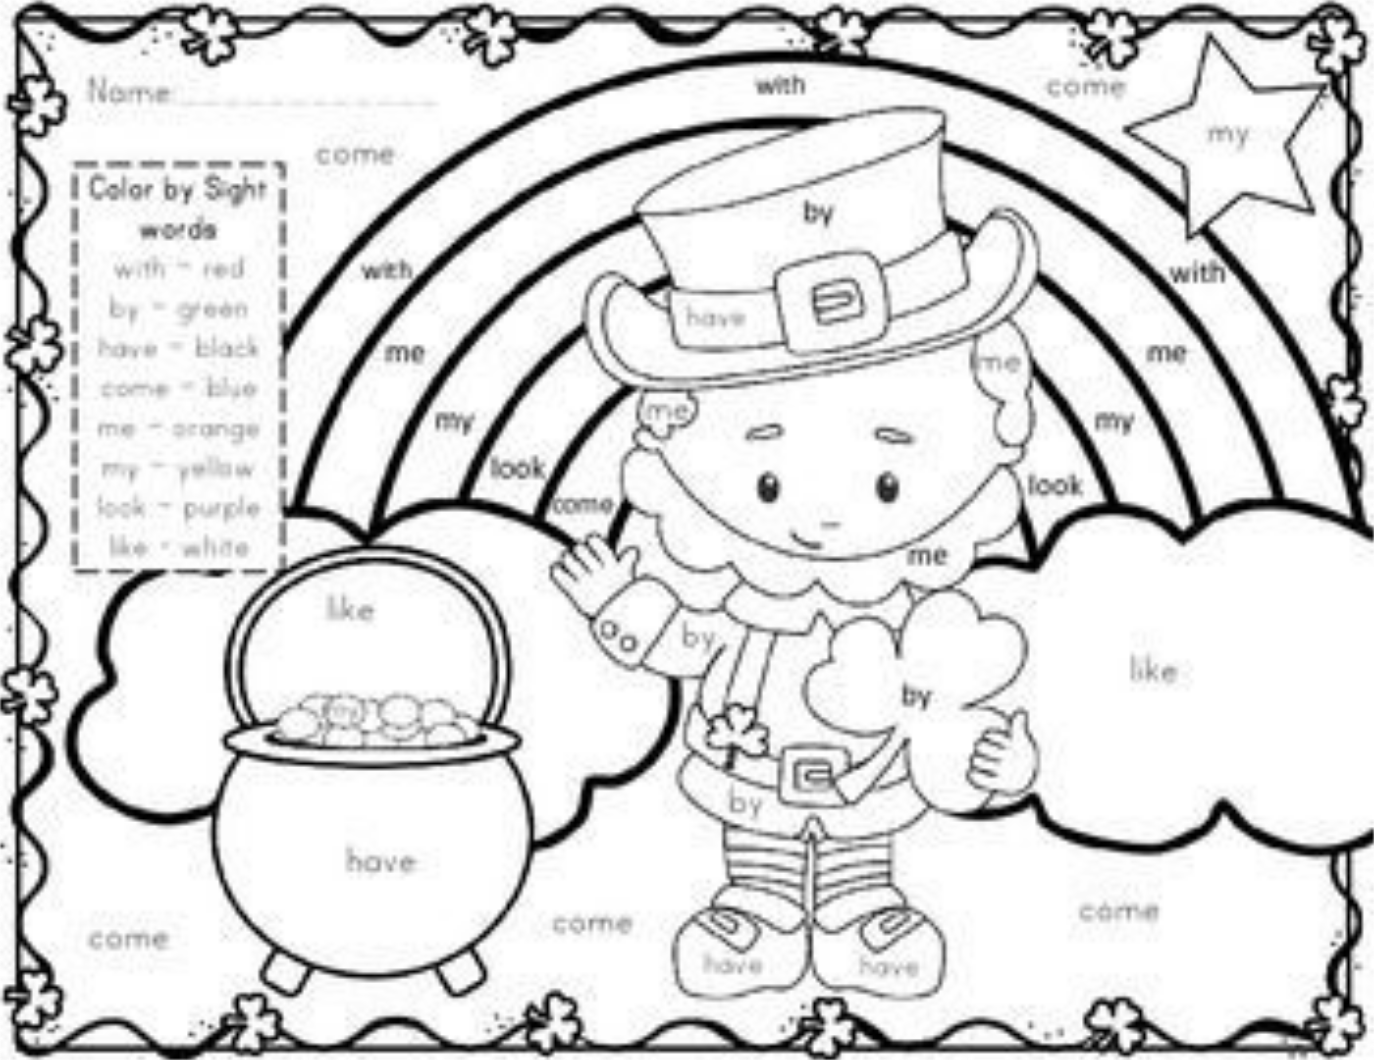 Name:_ _ _ _ _ _ _ _ _ _ _ _
with
come
my
come
Color by Sight
words
with - red
by - green
have - black
come - blue
me - orange
my - yellow
look - purple
like - white
by
with
with
have
me
me
me
me
my
my
look
look
come
me
like
by
like
by
my
by
have
come
come
come
have
have